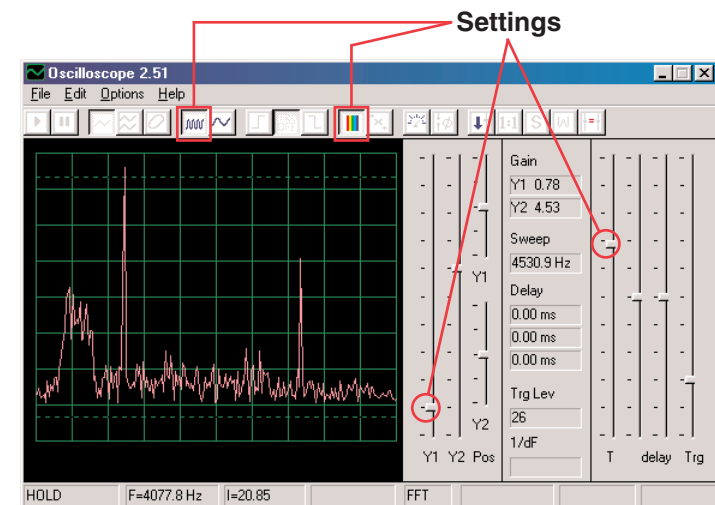 Settings
Oscilloscope 2.51
File Edit Options Help
1:1 S W
Gain
Y1 0.78
Y2 4.53
Sweep
4530.9 Hz
Delay
0.00 ms
0.00 ms
0.00 ms
Trg Lev
26
1/dF
Y1
Y2
Y1 Y2 Pos
T delay Trg
HOLD F=4077.8 Hz I=20.85 FFT